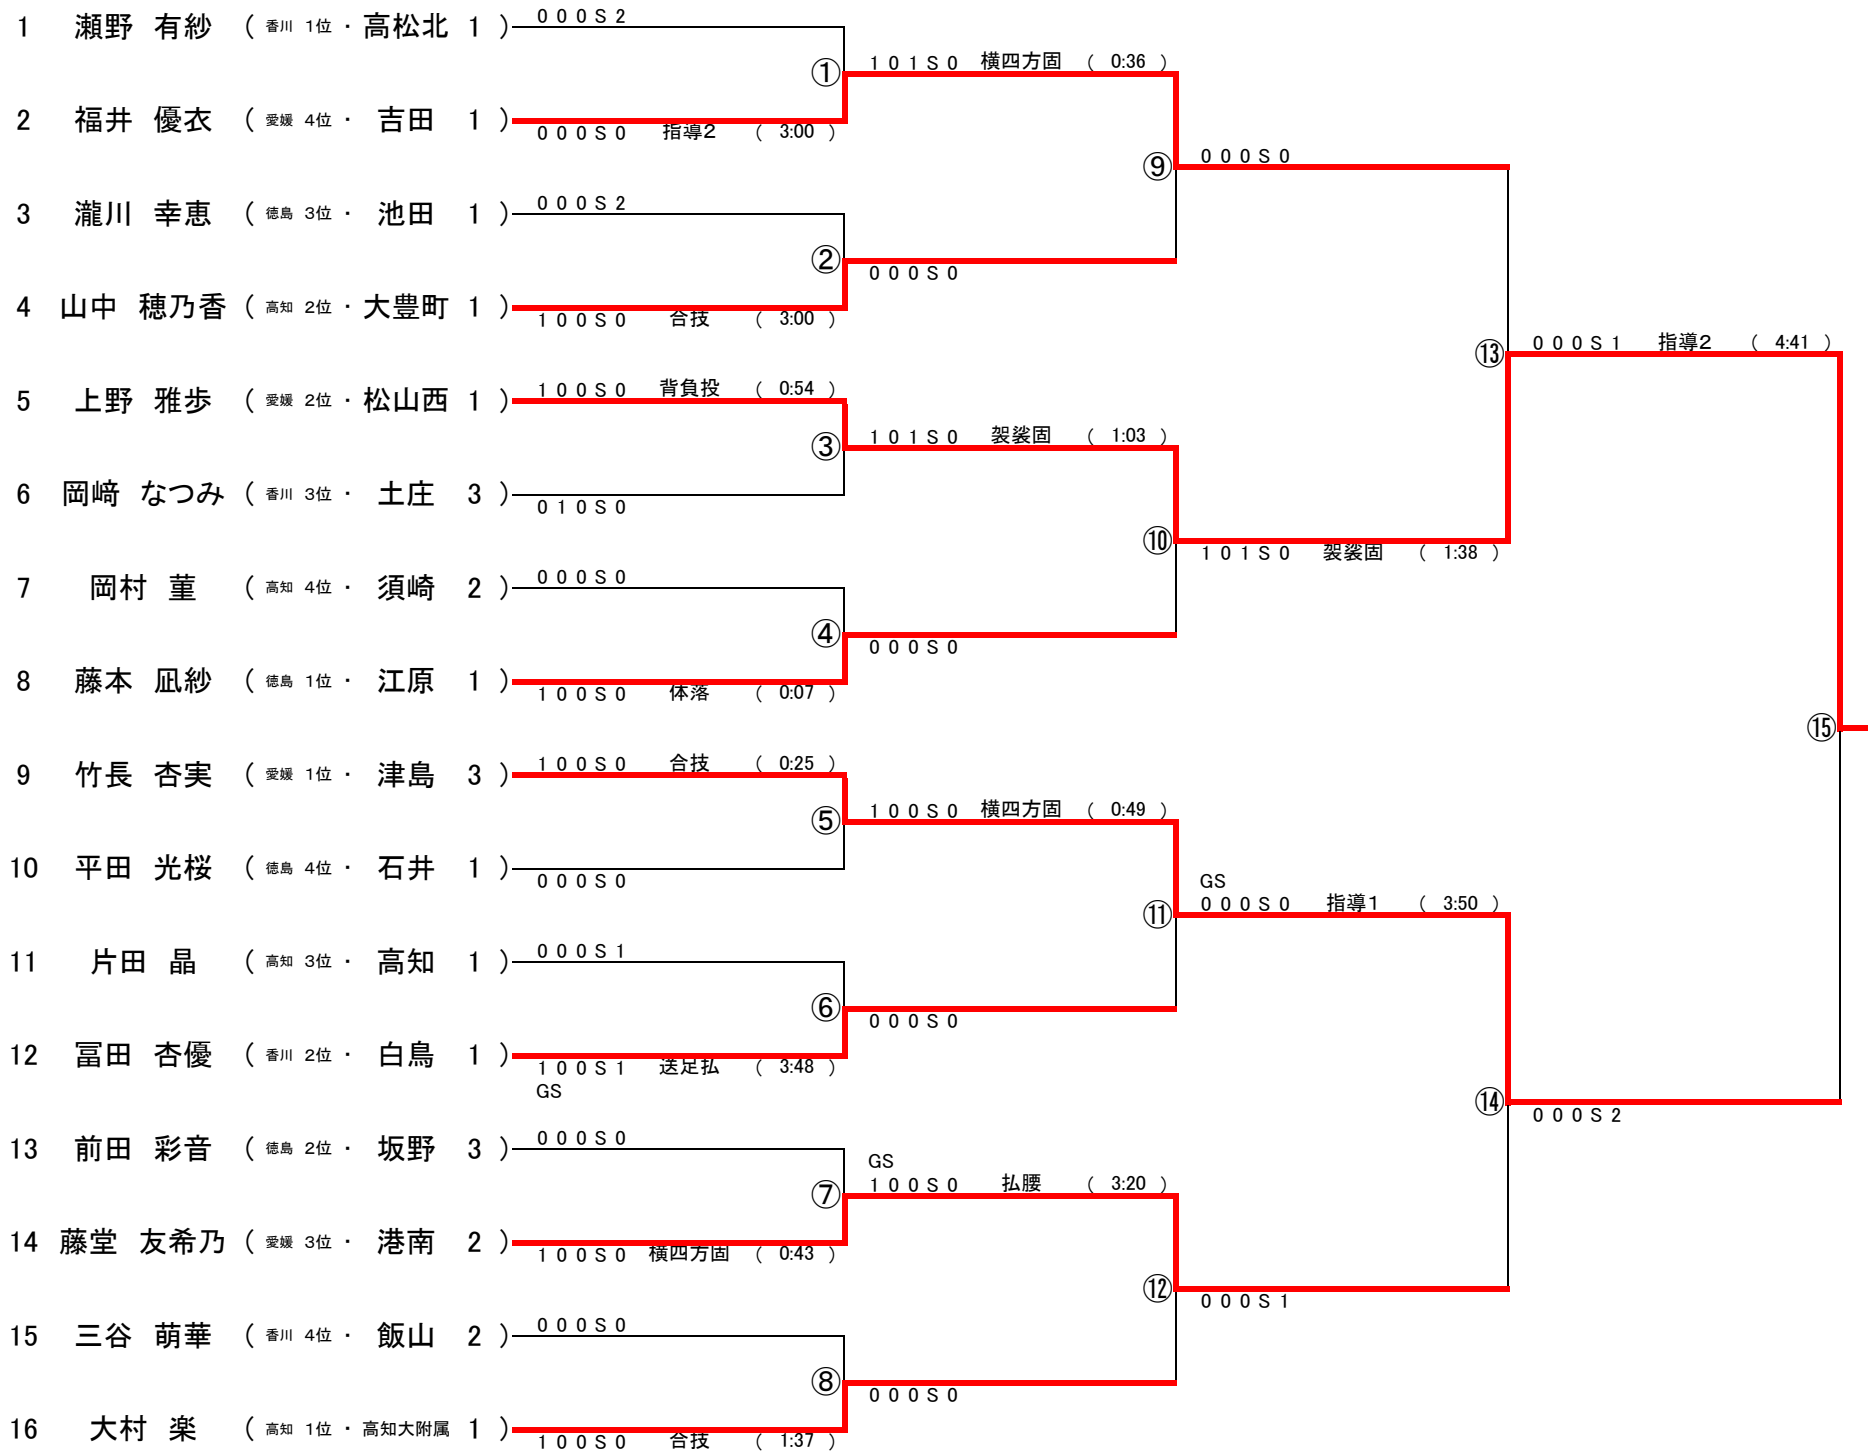 1 瀬野 有紗 ( 香川 1位 ・ 高松北 1 ) 0 0 0 S 2
① 1 0 1 S 0 横四方固 ( 0:36 )
2 福井 優衣 ( 愛媛 4位 ・ 吉田 1 ) 0 0 0 S 0 指導2 ( 3:00 )
⑨ 0 0 0 S 0
3 瀧川 幸恵 ( 徳島 3位 ・ 池田 1 ) 0 0 0 S 2
② 0 0 0 S 0
4 山中 穂乃香 ( 高知 2位 ・ 大豊町 1 ) 1 0 0 S 0 合技 ( 3:00 )
⑬ 0 0 0 S 1 指導2 ( 4:41 )
5 上野 雅歩 ( 愛媛 2位 ・ 松山西 1 ) 1 0 0 S 0 背負投 ( 0:54 )
③ 1 0 1 S 0 袈裟固 ( 1:03 )
6 岡﨑 なつみ ( 香川 3位 ・ 土庄 3 ) 0 1 0 S 0
⑩ 1 0 1 S 0 袈裟固 ( 1:38 )
7 岡村 菫 ( 高知 4位 ・ 須崎 2 ) 0 0 0 S 0
④ 0 0 0 S 0
8 藤本 凪紗 ( 徳島 1位 ・ 江原 1 ) 1 0 0 S 0 体落 ( 0:07 )
⑮
9 竹長 杏実 ( 愛媛 1位 ・ 津島 3 ) 1 0 0 S 0 合技 ( 0:25 )
⑤ 1 0 0 S 0 横四方固 ( 0:49 )
10 平田 光桜 ( 徳島 4位 ・ 石井 1 ) 0 0 0 S 0
GS
⑪ 0 0 0 S 0 指導1 ( 3:50 )
11 片田 晶 ( 高知 3位 ・ 高知 1 ) 0 0 0 S 1
⑥ 0 0 0 S 0
12 冨田 杏優 ( 香川 2位 ・ 白鳥 1 ) 1 0 0 S 1 送足払 ( 3:48 )
GS
⑭ 0 0 0 S 2
13 前田 彩音 ( 徳島 2位 ・ 坂野 3 ) 0 0 0 S 0
GS
⑦ 1 0 0 S 0 払腰 ( 3:20 )
14 藤堂 友希乃 ( 愛媛 3位 ・ 港南 2 ) 1 0 0 S 0 横四方固 ( 0:43 )
⑫ 0 0 0 S 1
15 三谷 萌華 ( 香川 4位 ・ 飯山 2 ) 0 0 0 S 0
⑧ 0 0 0 S 0
16 大村 楽 ( 高知 1位 ・ 高知大附属 1 ) 1 0 0 S 0 合技 ( 1:37 )